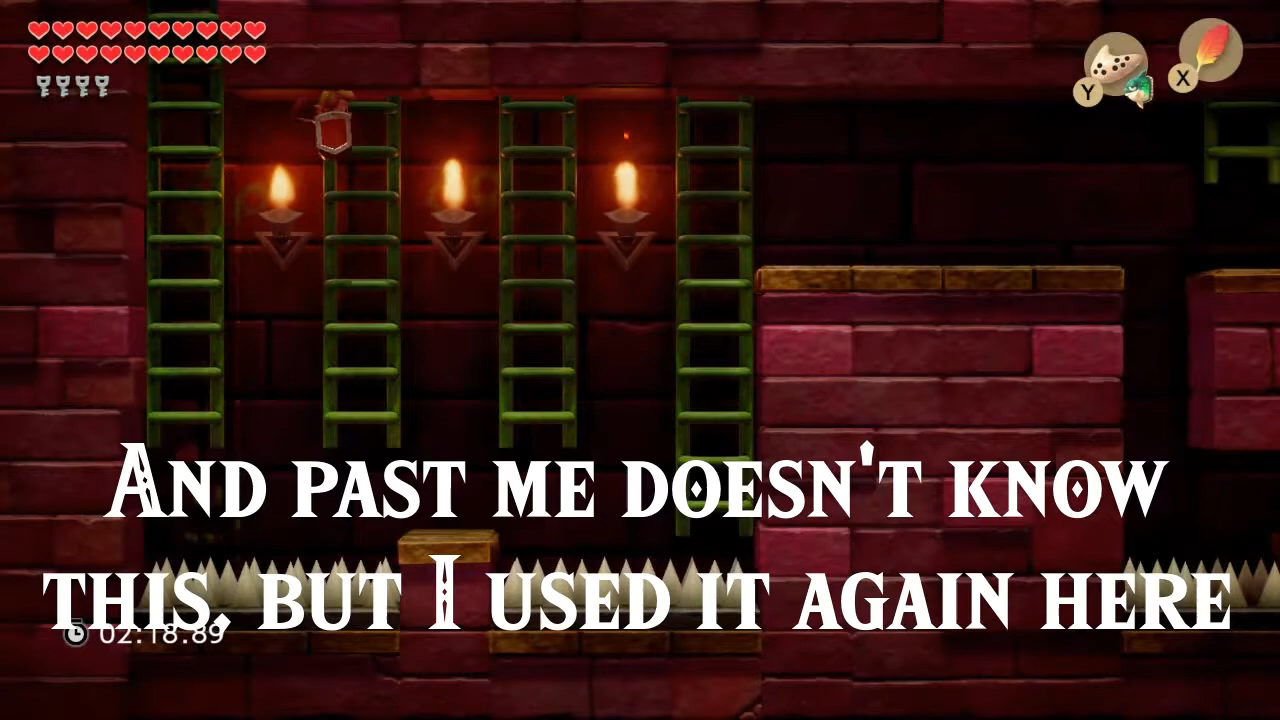 Y
X
And past me doesn't know
this, but I used it again here
02:18.89